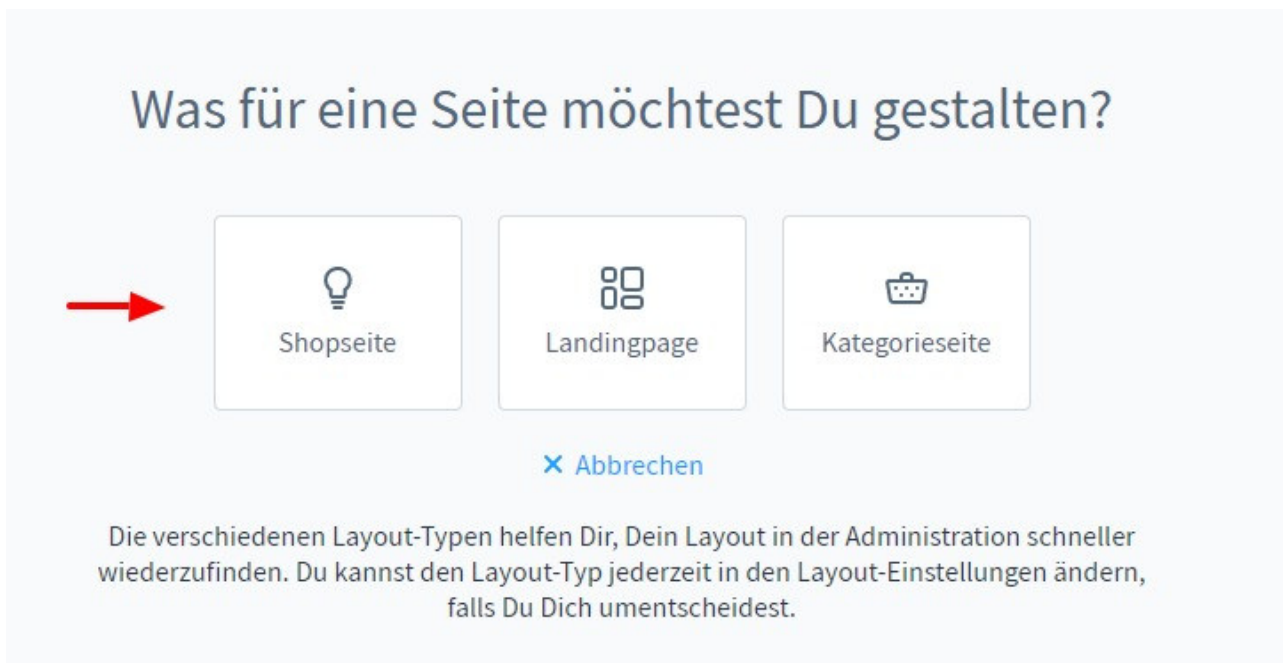 Was für eine Seite möchtest Du gestalten?
Shopseite
Landingpage
Kategorieseite
Abbrechen
Die verschiedenen Layout-Typen helfen Dir, Dein Layout in der Administration schneller
wiederzufinden. Du kannst den Layout-Typ jederzeit in den Layout-Einstellungen ändern,
falls Du Dich umentscheidest.